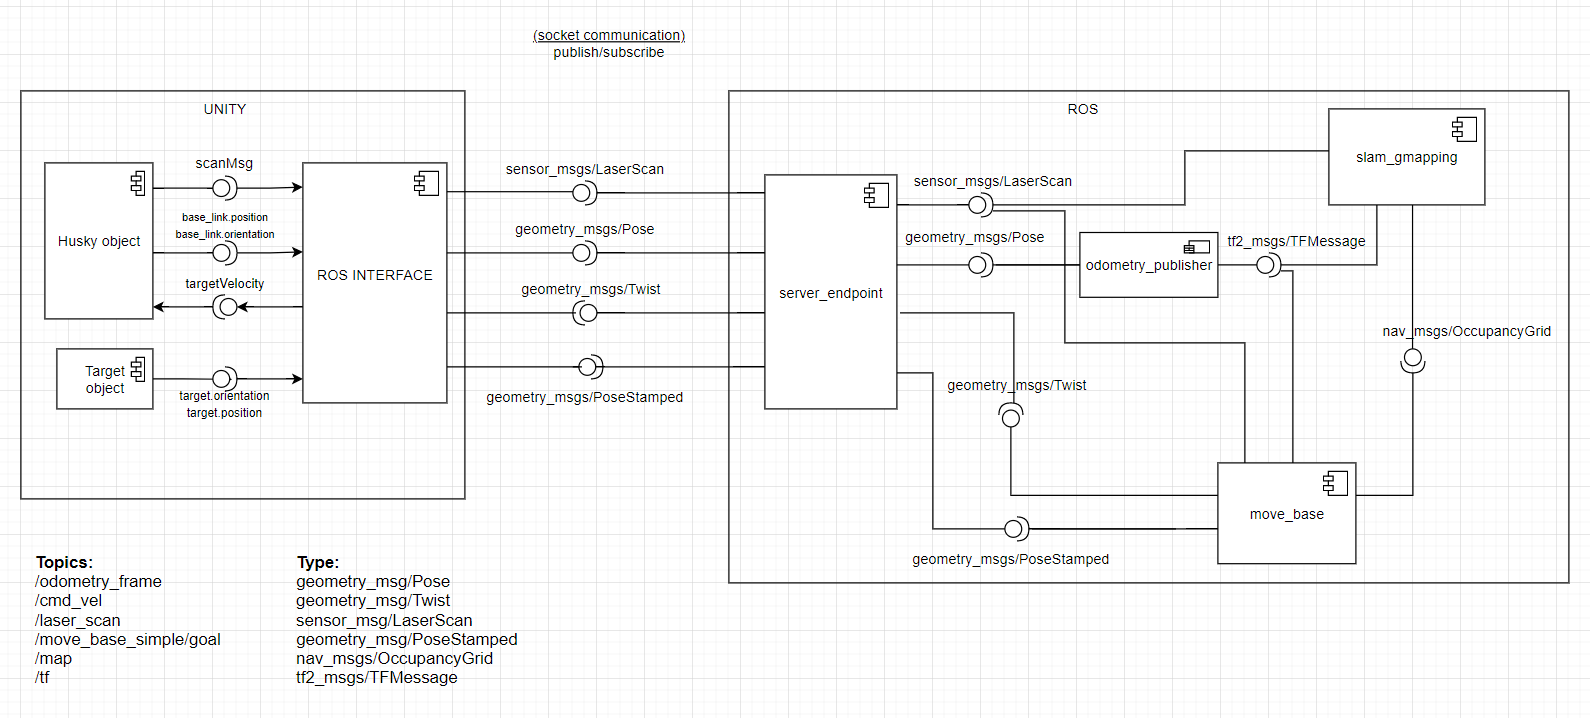 (socket communication)
publish/subscribe
UNITY
scanMsg
base_link.position
base_link.orientation
Husky object
targetVelocity
Target
object
target.orientation
target.position
ROS INTERFACE
sensor_msgs/LaserScan
geometry_msgs/Pose
geometry_msgs/Twist
geometry_msgs/PoseStamped
ROS
server_endpoint
sensor_msgs/LaserScan
geometry_msgs/Pose
odometry_publisher
tf2_msgs/TFMessage
slam_gmapping
nav_msgs/OccupancyGrid
geometry_msgs/Twist
move_base
geometry_msgs/PoseStamped
Topics:
/odometry_frame
/cmd_vel
/laser_scan
/move_base_simple/goal
/map
/tf
Type:
geometry_msg/Pose
geometry_msg/Twist
sensor_msg/LaserScan
geometry_msg/PoseStamped
nav_msgs/OccupancyGrid
tf2_msgs/TFMessage